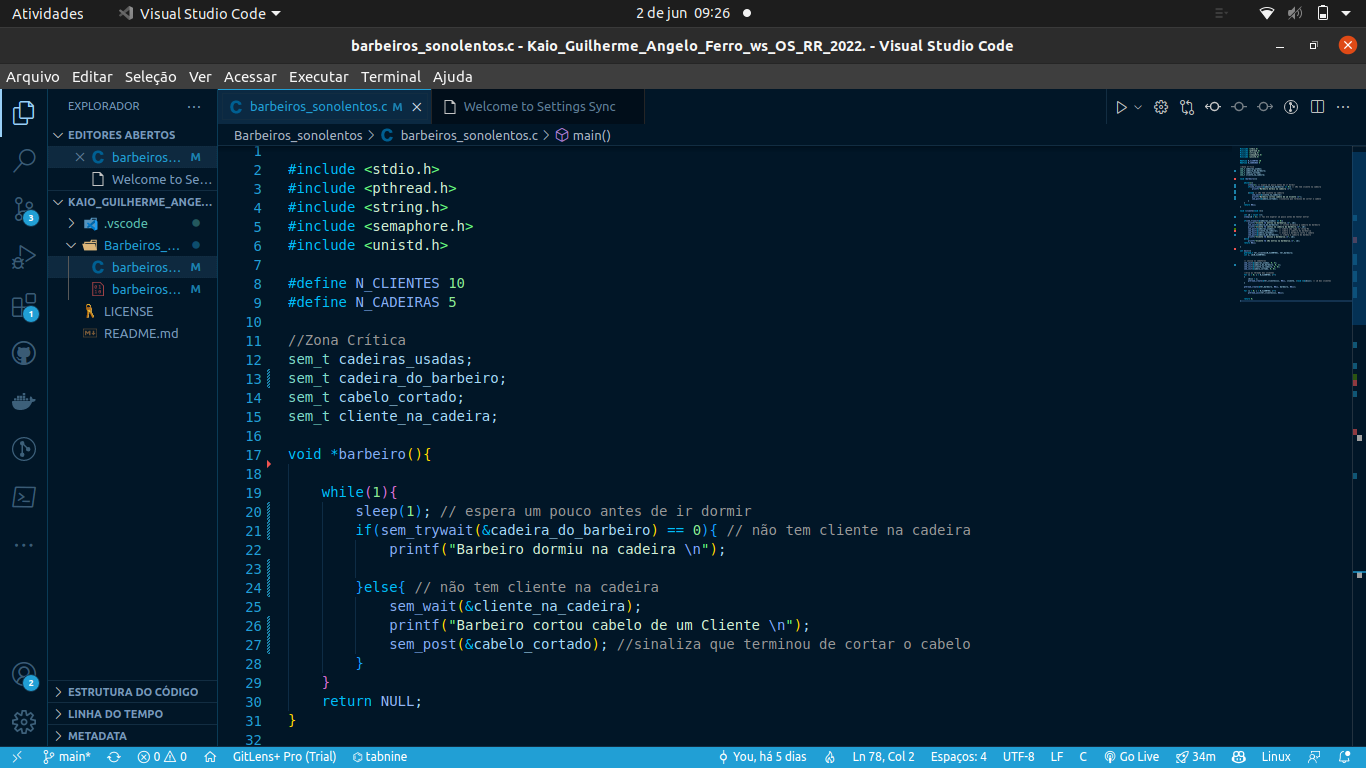 Atividades
Visual Studio Code
2 de jun 09:26
barbeiros_sonolentos.c - Kaio_Guilherme_Angelo_Ferro_ws_OS_RR_2022. - Visual Studio Code
Arquivo Editar Seleção Ver Acessar Executar Terminal Ajuda
EXPLORADOR
EDITORES ABERTOS
barbeiros... M
Welcome to Se...
KAIO_GUILHERME_ANGE...
.vscode
Barbeiros_...
barbeiros... M
barbeiros... M
LICENSE
README.md
ESTRUTURA DO CÓDIGO
LINHA DO TEMPO
METADATA
3
1
2
barbeiros_sonolentos.c M
Welcome to Settings Sync
Barbeiros_sonolentos > barbeiros_sonolentos.c > main()
1
2 #include <stdio.h>
3 #include <pthread.h>
4 #include <string.h>
5 #include <semaphore.h>
6 #include <unistd.h>
7
8 #define N_CLIENTES 10
9 #define N_CADEIRAS 5
10
11 //Zona Crítica
12 sem_t cadeiras_usadas;
13 sem_t cadeira_do_barbeiro;
14 sem_t cabelo_cortado;
15 sem_t cliente_na_cadeira;
16
17 void *barbeiro(){
18
19 while(1){
20 sleep(1); // espera um pouco antes de ir dormir
21 if(sem_trywait(&cadeira_do_barbeiro) == 0){ // não tem cliente na cadeira
22 printf("Barbeiro dormiu na cadeira \n");
23
24 }else{ // não tem cliente na cadeira
25 sem_wait(&cliente_na_cadeira);
26 printf("Barbeiro cortou cabelo de um Cliente \n");
27 sem_post(&cabelo_cortado); //sinaliza que terminou de cortar o cabelo
28 }
29 }
30 return NULL;
31 }
32
main* 0 0 GitLens+ Pro (Trial) tabnine You, há 5 dias Ln 78, Col 2 Espaços: 4 UTF-8 LF C Go Live 34m Linux